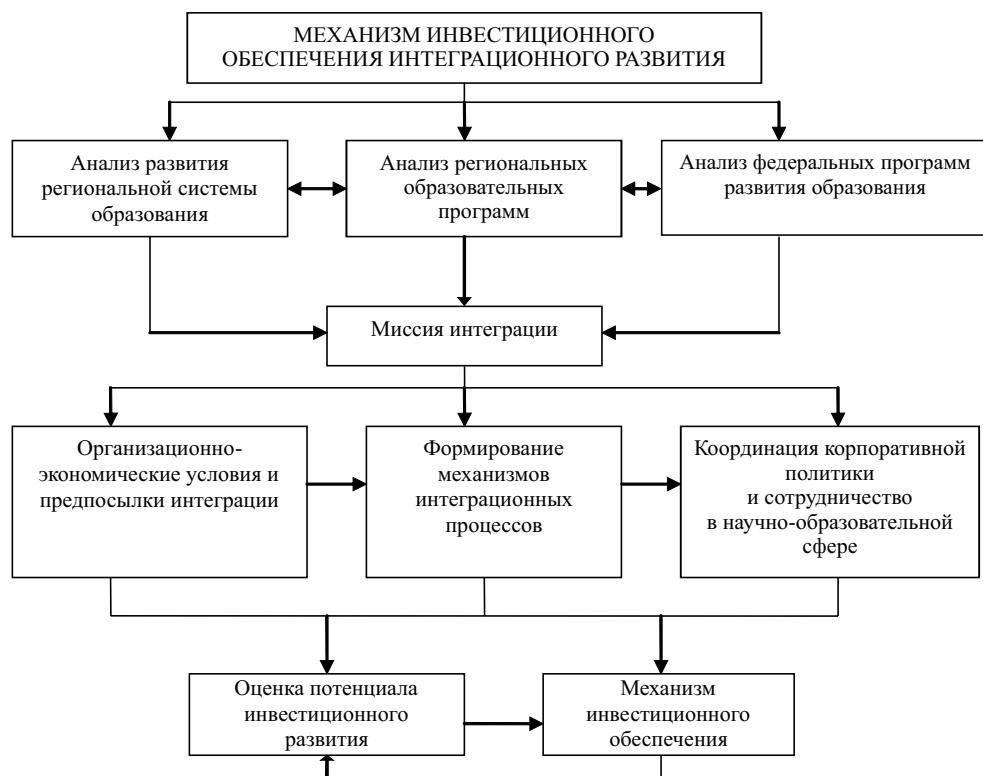 МЕХАНИЗМ ИНВЕСТИЦИОННОГО
ОБЕСПЕЧЕНИЯ ИНТЕГРАЦИОННОГО РАЗВИТИЯ
Анализ развития
региональной системы
образования
Анализ региональных
образовательных
программ
Анализ федеральных программ
развития образования
Миссия интеграции
Организационно-
экономические условия и
предпосылки интеграции
Формирование
механизмов
интеграционных
процессов
Координация корпоративной
политики
и сотрудничество
в научно-образовательной
сфере
Оценка потенциала
инвестиционного
развития
Механизм
инвестиционного
обеспечения